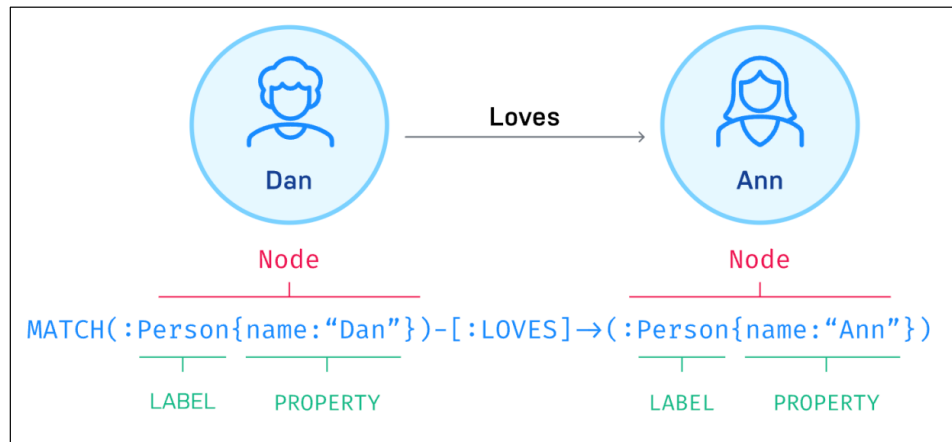 Loves
Dan Ann
Node Node
MATCH(:Person{name:“Dan”})-[:LOVES]→(:Person{name:“Ann”})
LABEL PROPERTY LABEL PROPERTY